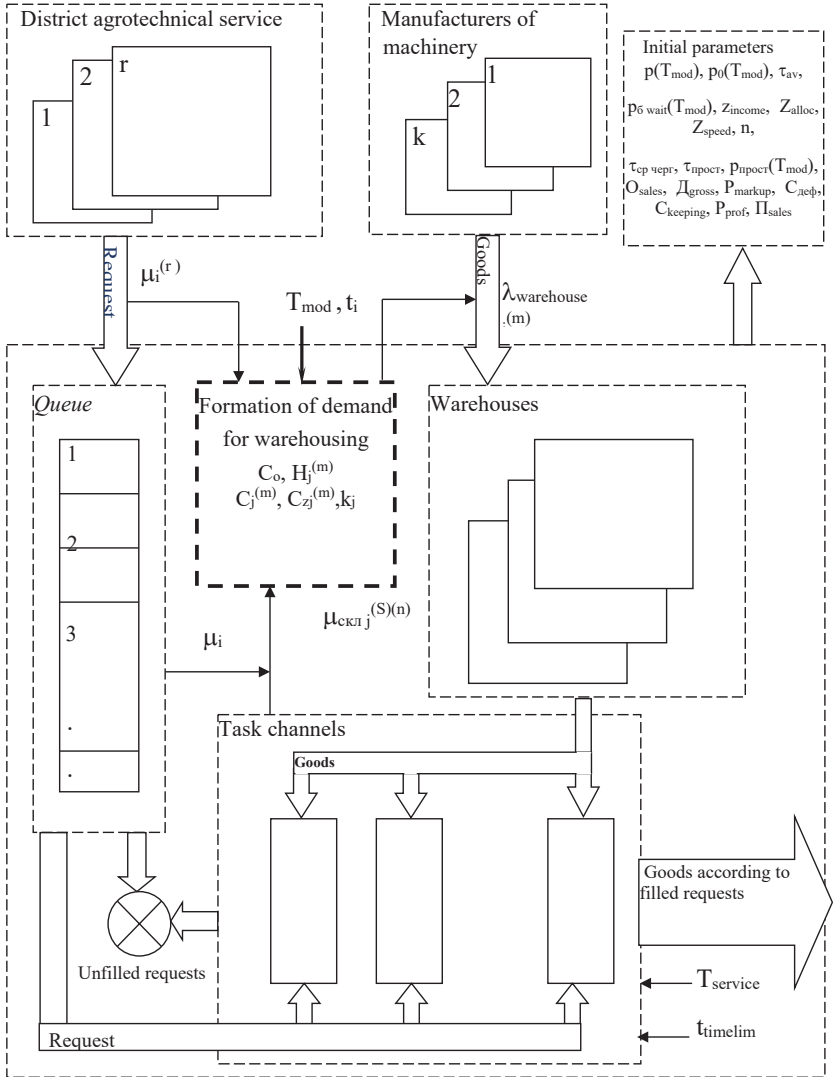 District agrotechnical service
1
2
r
Manufacturers of
machinery
k
2
1
Initial parameters
p(Tmod), p0(Tmod), τav,
pб wait(Tmod), zincome, Zalloc,
Zspeed, n,
τср черг, τпрост, pпрост(Tmod),
Osales, Дgross, Pmarkup, Cдеф,
Ckeeping, Pprof, Пsales
Request
μi(r)
Tmod, ti
Goods
λwarehouse
.(m)
Queue
1
2
3
.
.
Formation of demand
for warehousing
Co, Hj(m)
Cj(m), Czj(m),kj
Warehouses
μi
μскл j(S)(n)
Task channels
Goods
Unfilled requests
Goods according to
filled requests
Tservice
ttimelim
Request